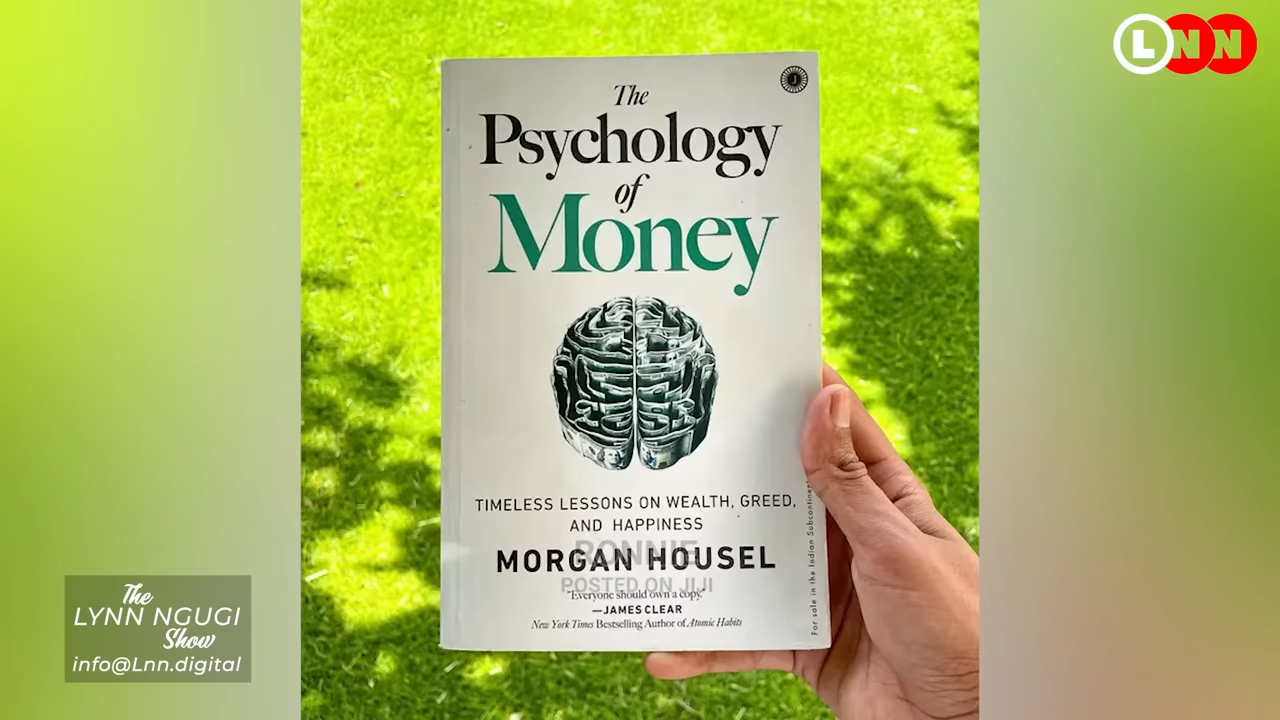 LNN
The
Psychology
of
Money
TIMELESS LESSONS ON WEALTH, GREED,
AND HAPPINESS
RONNIE
MORGAN HOUSEL
POSTED ON JIJI
"Everyone should own a copy."
—JAMES CLEAR
New York Times Bestselling Author of Atomic Habits
For sale in the Indian Subcontinent
J
The
LYNN NGUGI
Show
info@Lnn.digital